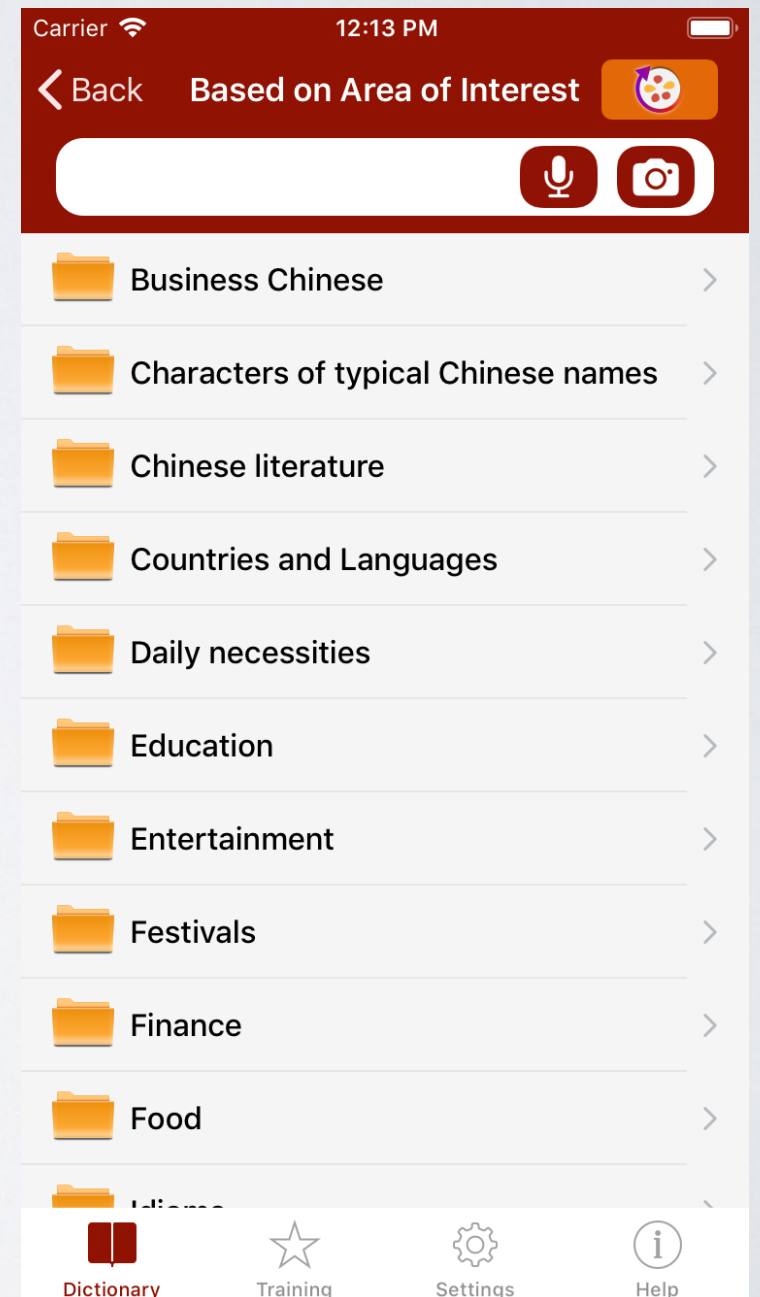 Carrier 12:13 PM
Back Based on Area of Interest
Business Chinese
Characters of typical Chinese names
Chinese literature
Countries and Languages
Daily necessities
Education
Entertainment
Festivals
Finance
Food
Idioms
Dictionary Training Settings Help